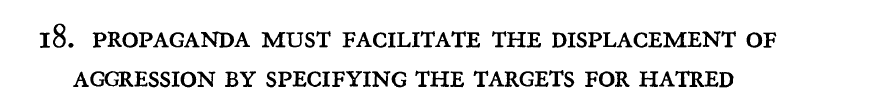 18. PROPAGANDA MUST FACILITATE THE DISPLACEMENT OF
AGGRESSION BY SPECIFYING THE TARGETS FOR HATRED